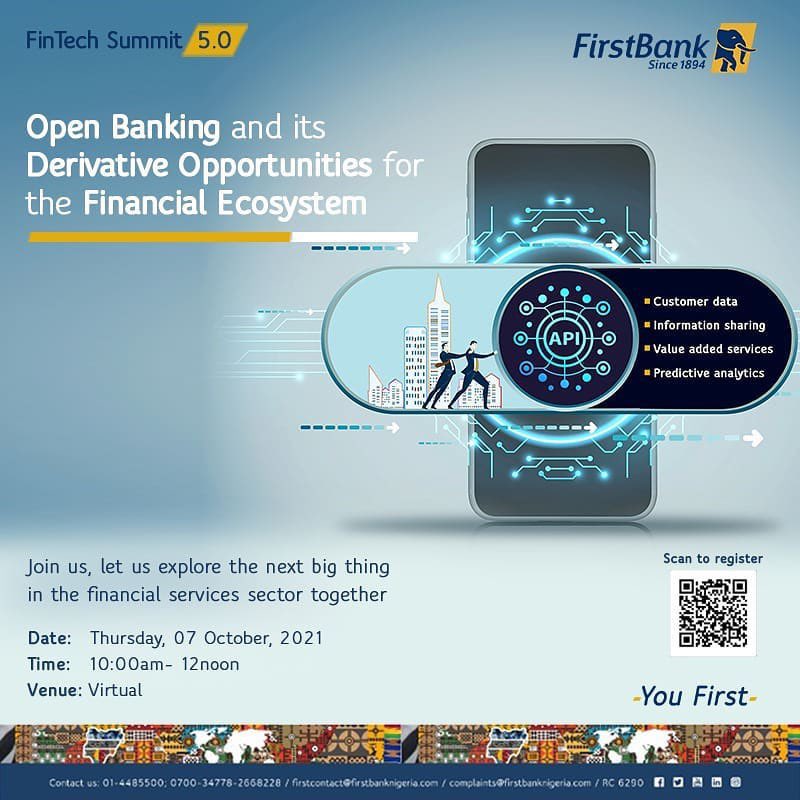 FinTech Summit 5.0
FirstBank
Since 1894
Open Banking and its
Derivative Opportunities for
the Financial Ecosystem
API
Customer data
Information sharing
Value added services
Predictive analytics
Join us, let us explore the next big thing
in the financial services sector together
Date: Thursday, 07 October, 2021
Time: 10:00am- 12noon
Venue: Virtual
Scan to register
-You First-
Contact us: 01-4485500; 0700-34778-2668228 / firstcontact@firstbanknigeria.com / complaints@firstbanknigeria.com / RC 6290